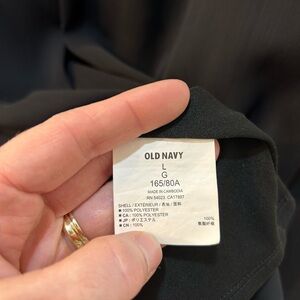 OLD NAVY
L
G
165/80A
MADE IN CAMBODIA
RN 54023 CA17897
SHELL / EXTÉRIEUR / 表地 / 面料
100% POLYESTER
CA: 100% POLYESTER
JP: ポリエステル 100%
CN: 100%